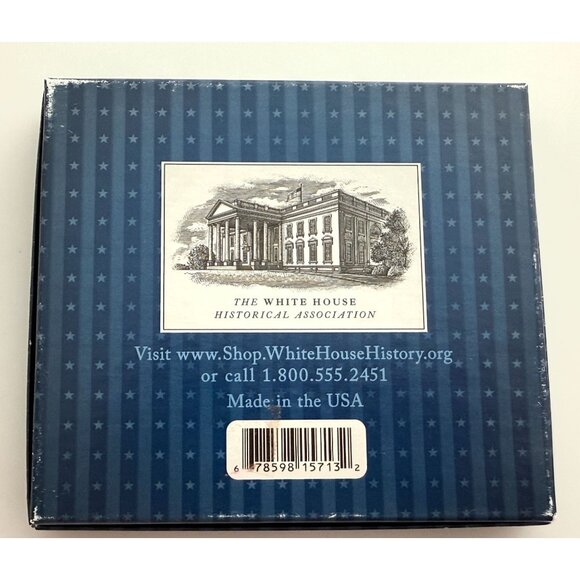 THE WHITE HOUSE
HISTORICAL ASSOCIATION
Visit www.Shop.WhiteHouseHistory.org
or call 1.800.555.2451
Made in the USA
6 78598 15713 2